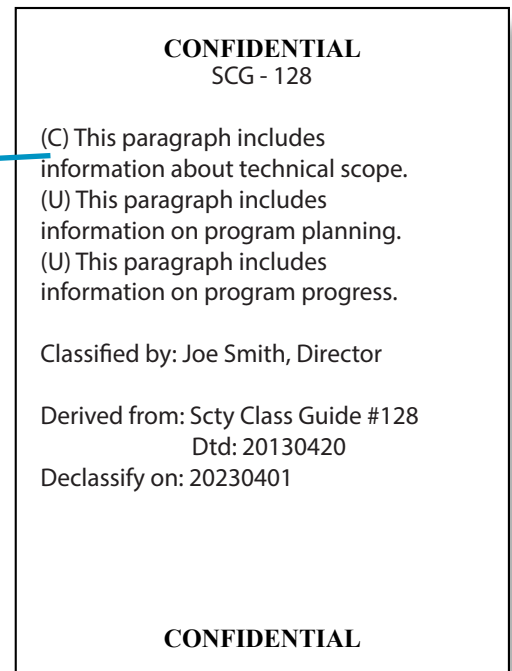 CONFIDENTIAL
SCG - 128
(C) This paragraph includes
information about technical scope.
(U) This paragraph includes
information on program planning.
(U) This paragraph includes
information on program progress.
Classified by: Joe Smith, Director
Derived from: Scty Class Guide #128
Dtd: 20130420
Declassify on: 20230401
CONFIDENTIAL